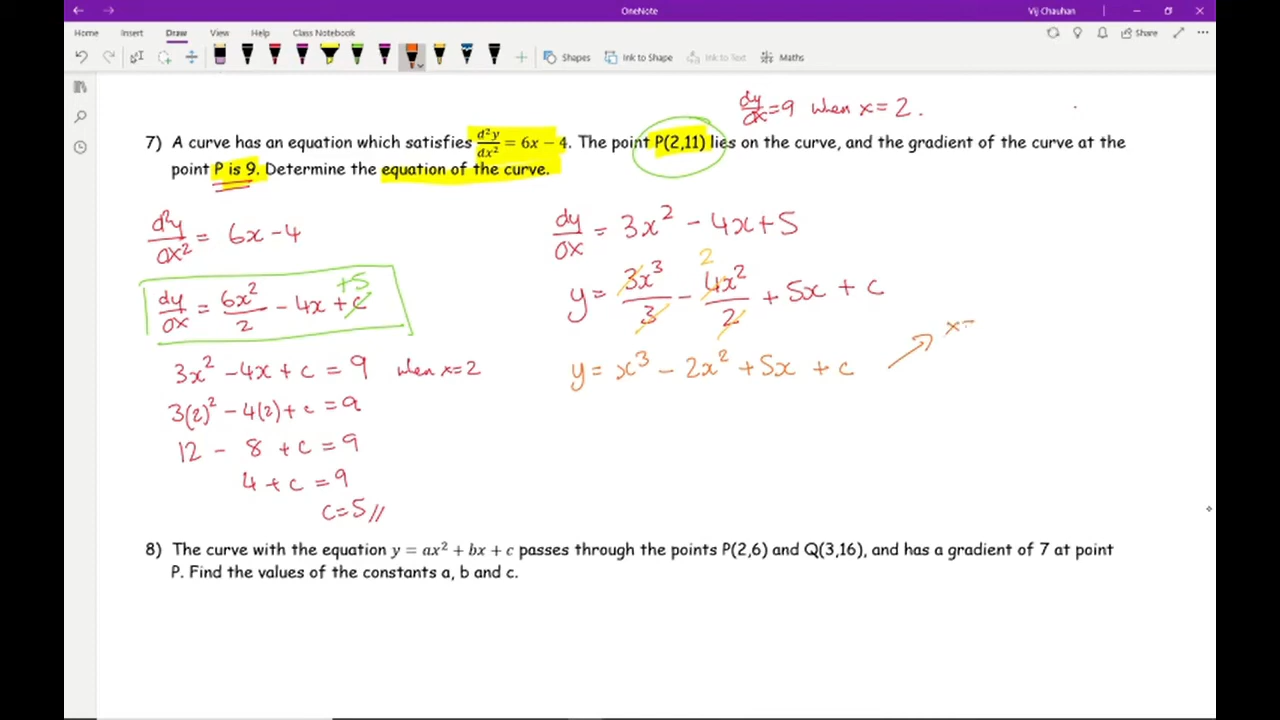 OneNote
Vij Chauhan
Home Insert Draw View Help Class Notebook
Share
Shapes Ink to Shape Ink to Text Maths
dy/dx = 9 when x = 2.
7) A curve has an equation which satisfies d²y/dx² = 6x − 4. The point P(2,11) lies on the curve, and the gradient of the curve at the
point P is 9. Determine the equation of the curve.
d²y/dx² = 6x - 4
+5
dy/dx = 6x²/2 - 4x + c
3x² - 4x + c = 9 when x = 2
3(2)² - 4(2) + c = 9
12 - 8 + c = 9
4 + c = 9
c = 5 //
dy/dx = 3x² - 4x + 5
2
y = 3x³/3 - 4x²/2 + 5x + c
y = x³ - 2x² + 5x + c
x =
8) The curve with the equation y = ax² + bx + c passes through the points P(2,6) and Q(3,16), and has a gradient of 7 at point
P. Find the values of the constants a, b and c.